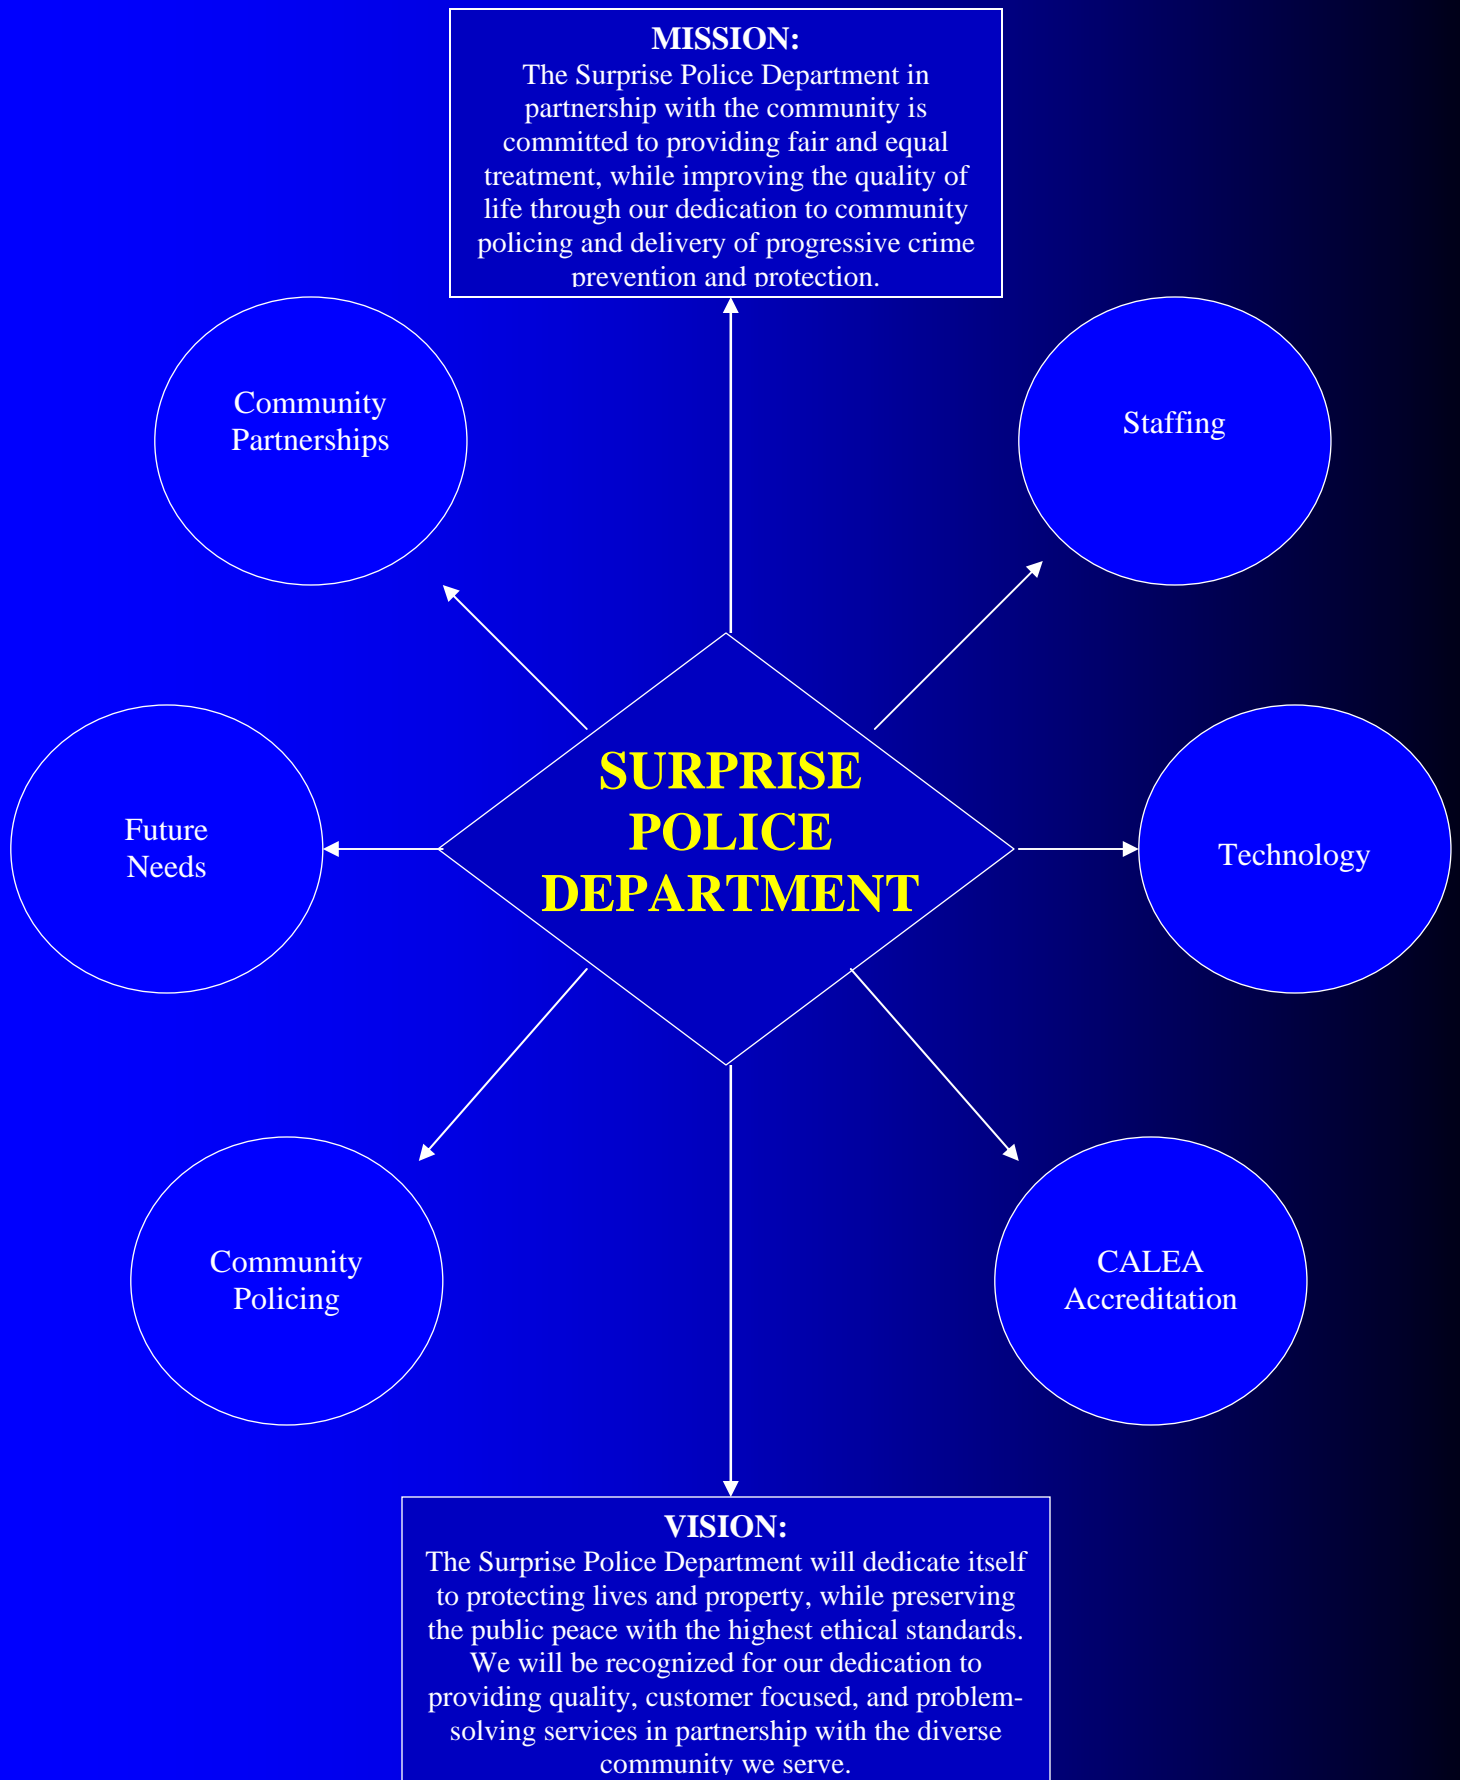 MISSION:
The Surprise Police Department in
partnership with the community is
committed to providing fair and equal
treatment, while improving the quality of
life through our dedication to community
policing and delivery of progressive crime
prevention and protection.
Community
Partnerships
Staffing
SURPRISE
POLICE
DEPARTMENT
Future
Needs
Technology
Community
Policing
CALEA
Accreditation
VISION:
The Surprise Police Department will dedicate itself
to protecting lives and property, while preserving
the public peace with the highest ethical standards.
We will be recognized for our dedication to
providing quality, customer focused, and problem-
solving services in partnership with the diverse
community we serve.